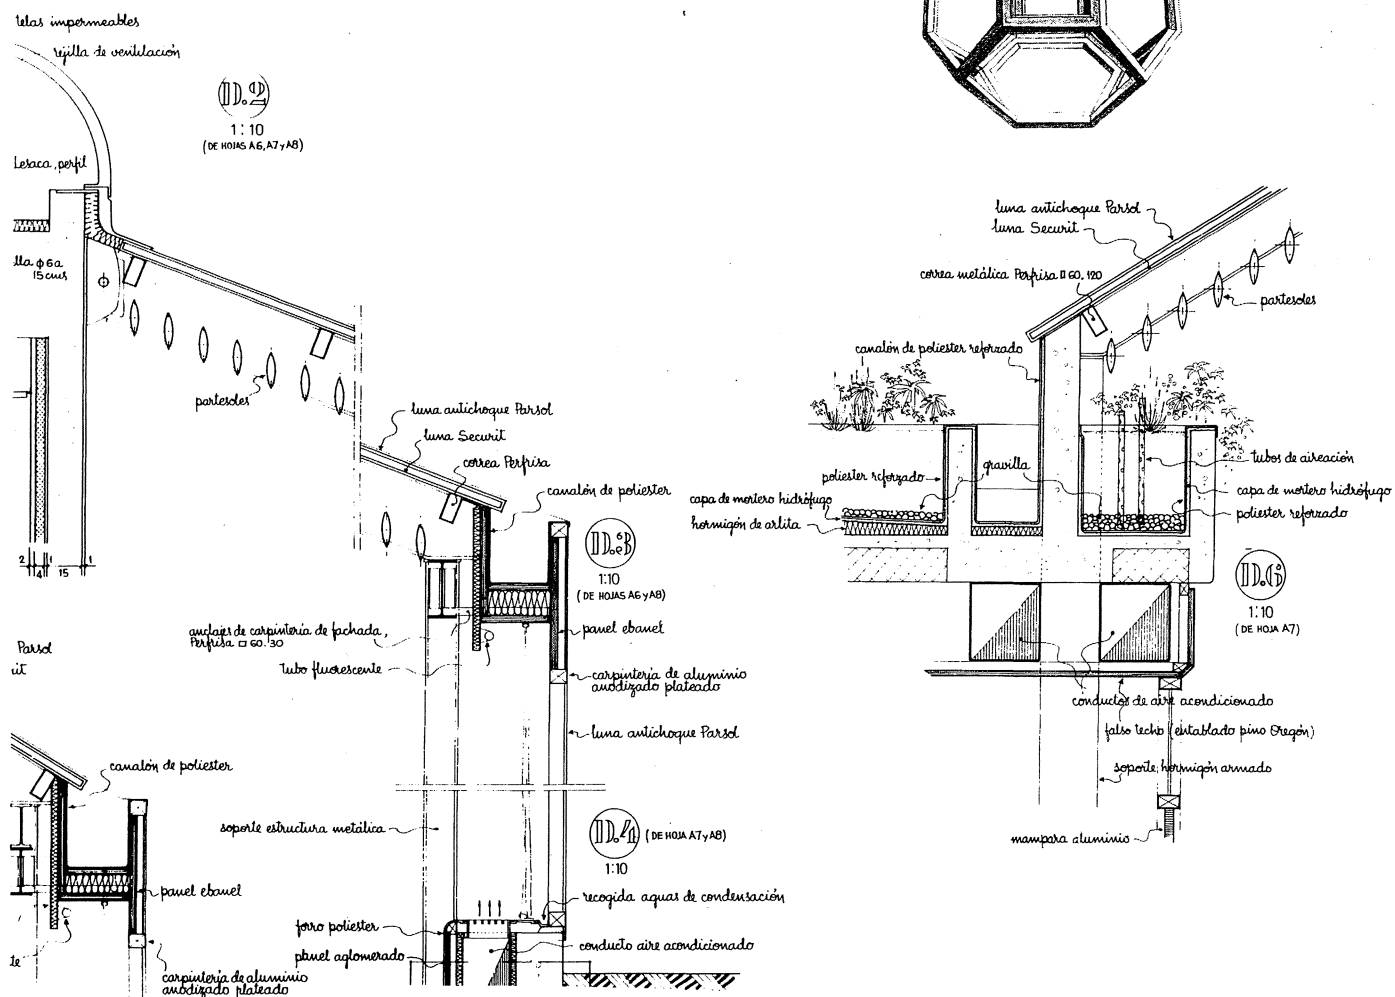 telas impermeables
rejilla de ventilación
D.2
1:10
(DE HOJAS A6, A7 y A8)
Lesaca, perfil
lla φ 6 a
15 cms
partesoles
2 4 1 15 1
luna antichoque Parsol
luna Securit
correa Perfrisa
canalón de poliester
D.3
1:10
(DE HOJAS A6 y A8)
anclajes de carpintería de fachada,
Perfrisa □ 60.30
tubo fluorescente
panel ebanel
carpintería de aluminio
anodizado plateado
luna antichoque Parsol
Parsol
rit
canalón de poliester
panel ebanel
te
carpintería de aluminio
anodizado plateado
soporte estructura metálica
D.4 (DE HOJA A7 y A8)
1:10
recogida aguas de condensación
forro poliester
panel aglomerado
conducto aire acondicionado
luna antichoque Parsol
luna Securit
correa metálica Perfrisa 60.120
partesoles
canalón de poliester reforzado
poliester reforzado
gravilla
tubos de aireación
capa de mortero hidrófugo
hormigón de arlita
capa de mortero hidrófugo
poliester reforzado
D.6
1:10
(DE HOJA A7)
conductos de aire acondicionado
falso techo (entablado pino Oregón)
soporte hormigón armado
mampara aluminio